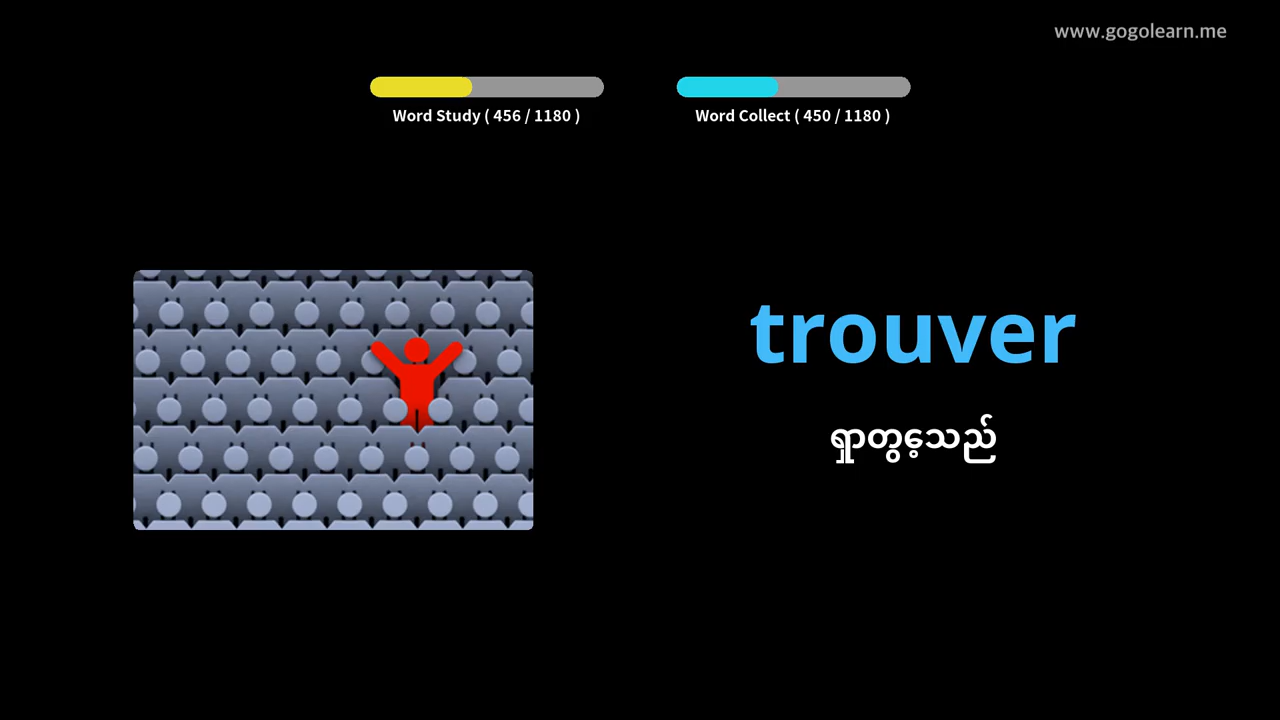 www.gogolearn.me
Word Study ( 456 / 1180 )
Word Collect ( 450 / 1180 )
trouver
ရှာတွေ့သည်